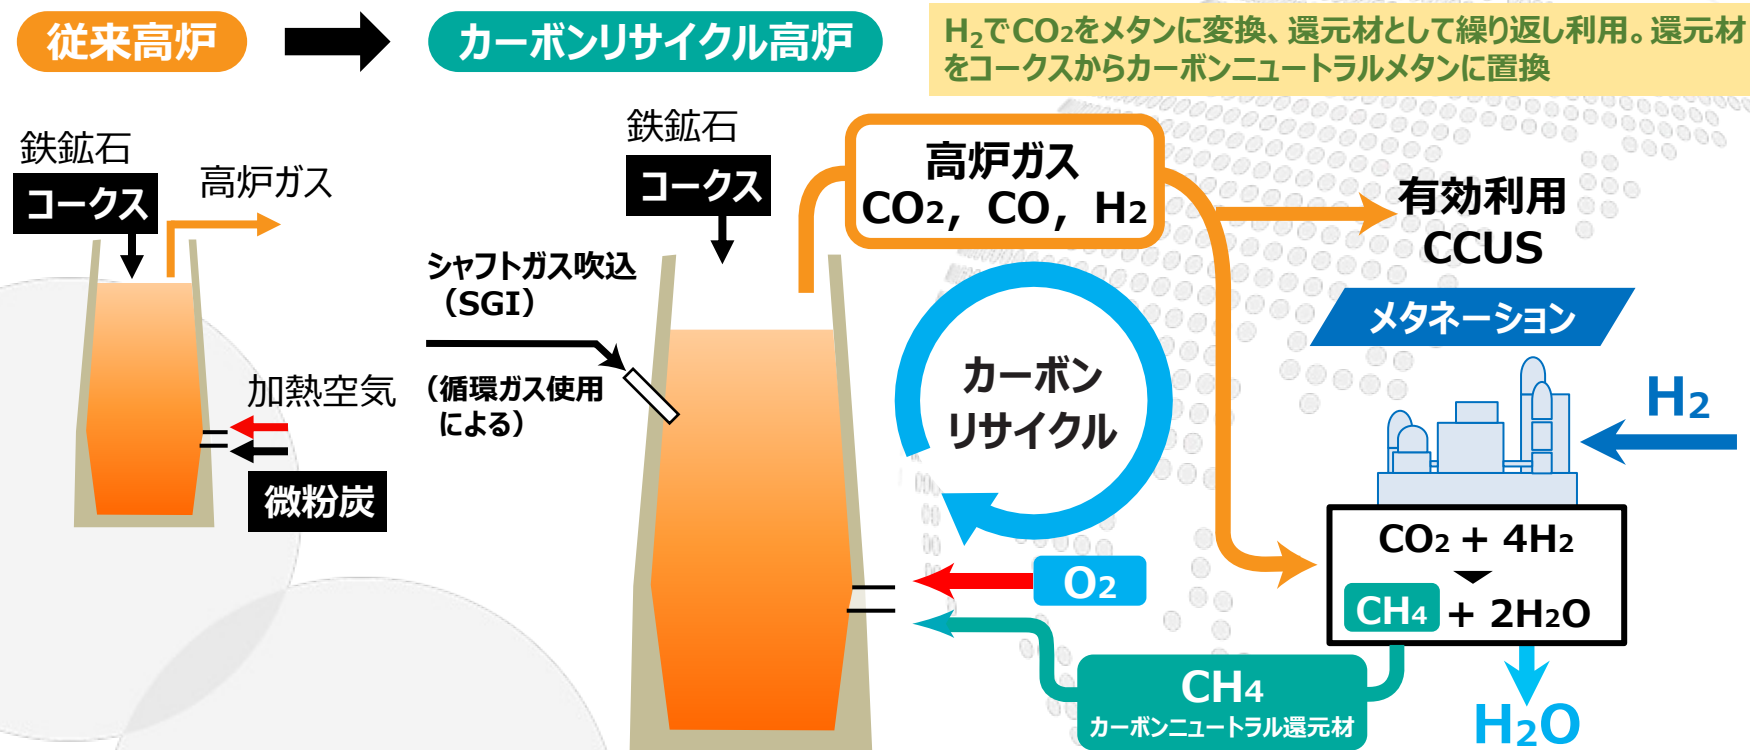 従来高炉
カーボンリサイクル高炉
H₂でCO₂をメタンに変換、還元材として繰り返し利用。還元材
をコークスからカーボンニュートラルメタンに置換
鉄鉱石
コークス
高炉ガス
加熱空気
微粉炭
鉄鉱石
コークス
シャフトガス吹込
（SGI）
（循環ガス使用
による）
高炉ガス
CO₂, CO, H₂
有効利用
CCUS
カーボン
リサイクル
メタネーション
H₂
CO₂ + 4H₂
CH₄ + 2H₂O
O₂
CH₄
カーボンニュートラル還元材
H₂O